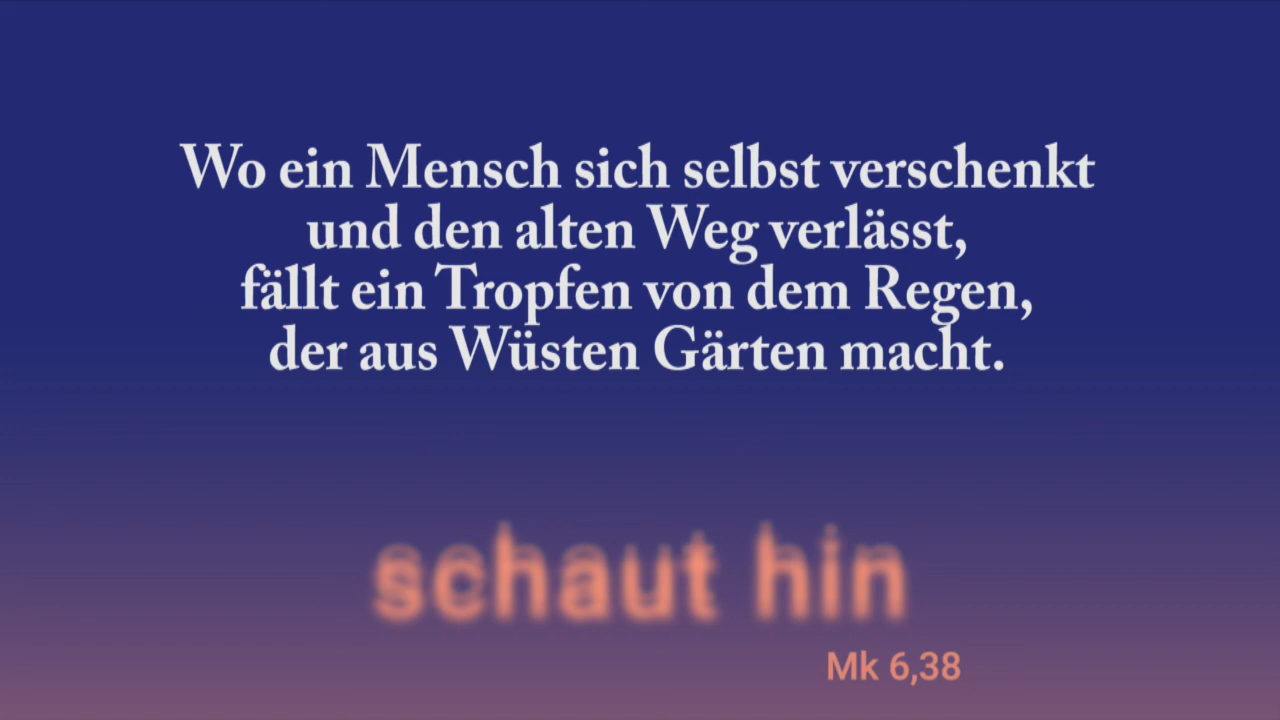 Wo ein Mensch sich selbst verschenkt
und den alten Weg verlässt,
fällt ein Tropfen von dem Regen,
der aus Wüsten Gärten macht.
schaut hin
Mk 6,38